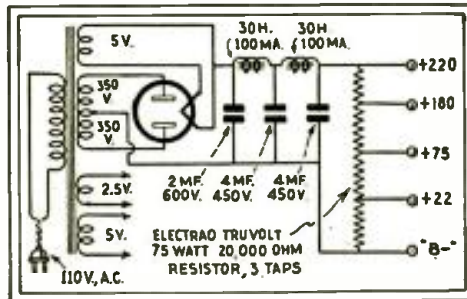 5V.
30H.
100MA.
30H
100MA.
+220
350
V
350
V.
+180
+75
2.5V.
2MF.
600V.
4MF.
450V.
4MF
450V
+22
5V.
ELECTRAD TRUVOLT
75 WATT 20,000 OHM
RESISTOR, 3 TAPS
"B-"
110V., A.C.